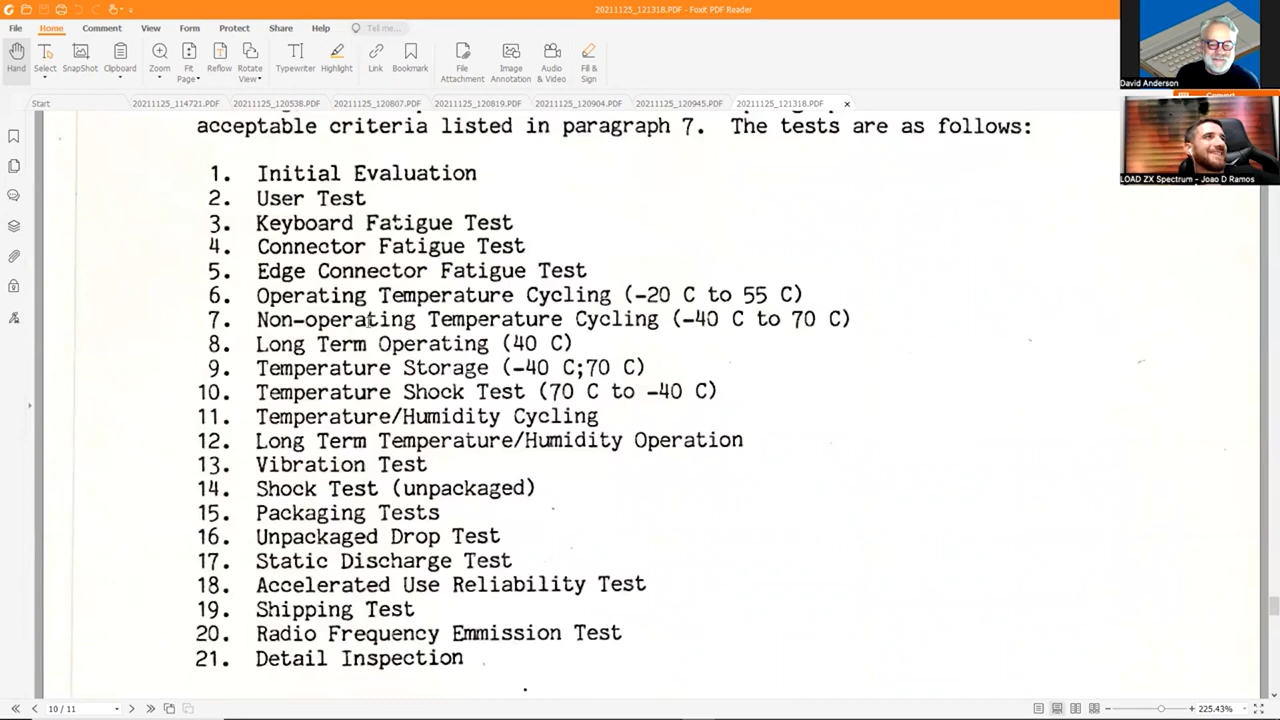 20211125_121318.PDF - Foxit PDF Reader
File Home Comment View Form Protect Share Help Tell me...
Hand Select SnapShot Clipboard Zoom Fit Page Reflow Rotate View Typewriter Highlight Link Bookmark File Attachment Image Annotation Audio & Video Fill & Sign
David Anderson
Start 20211125_114721.PDF 20211125_120538.PDF 20211125_120807.PDF 20211125_120819.PDF 20211125_120904.PDF 20211125_120945.PDF 20211125_121318.PDF
LOAD ZX Spectrum - Joao D Ramos
acceptable criteria listed in paragraph 7. The tests are as follows:
1. Initial Evaluation
2. User Test
3. Keyboard Fatigue Test
4. Connector Fatigue Test
5. Edge Connector Fatigue Test
6. Operating Temperature Cycling (-20 C to 55 C)
7. Non-operating Temperature Cycling (-40 C to 70 C)
8. Long Term Operating (40 C)
9. Temperature Storage (-40 C;70 C)
10. Temperature Shock Test (70 C to -40 C)
11. Temperature/Humidity Cycling
12. Long Term Temperature/Humidity Operation
13. Vibration Test
14. Shock Test (unpackaged)
15. Packaging Tests
16. Unpackaged Drop Test
17. Static Discharge Test
18. Accelerated Use Reliability Test
19. Shipping Test
20. Radio Frequency Emmission Test
21. Detail Inspection
10 / 11 225.43%